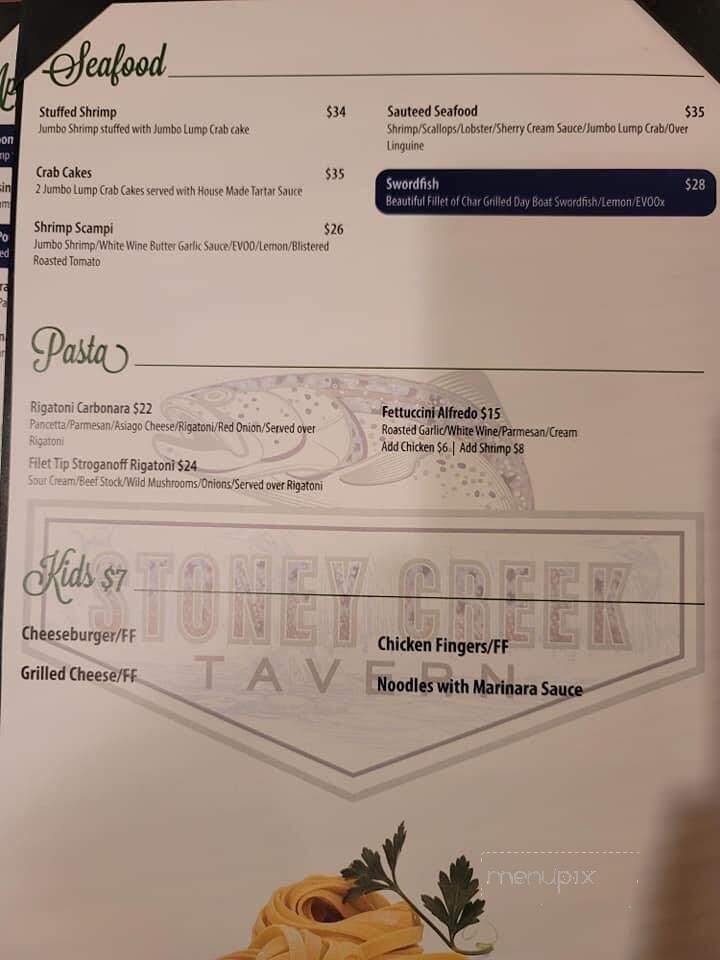 Seafood
Stuffed Shrimp $34
Jumbo Shrimp stuffed with Jumbo Lump Crab cake
Crab Cakes $35
2 Jumbo Lump Crab Cakes served with House Made Tartar Sauce
Shrimp Scampi $26
Jumbo Shrimp/White Wine Butter Garlic Sauce/EVOO/Lemon/Blistered
Roasted Tomato
Sauteed Seafood $35
Shrimp/Scallops/Lobster/Sherry Cream Sauce/Jumbo Lump Crab/Over
Linguine
Swordfish $28
Beautiful Fillet of Char Grilled Day Boat Swordfish/Lemon/EVOOx
Pasta
Rigatoni Carbonara $22
Pancetta/Parmesan/Asiago Cheese/Rigatoni/Red Onion/Served over
Rigatoni
Filet Tip Stroganoff Rigatoni $24
Sour Cream/Beef Stock/Wild Mushrooms/Onions/Served over Rigatoni
Fettuccini Alfredo $15
Roasted Garlic/White Wine/Parmesan/Cream
Add Chicken $6 | Add Shrimp $8
Kids $7
STONEY CREEK
TAVERN
Cheeseburger/FF
Grilled Cheese/FF
Chicken Fingers/FF
Noodles with Marinara Sauce
menupix